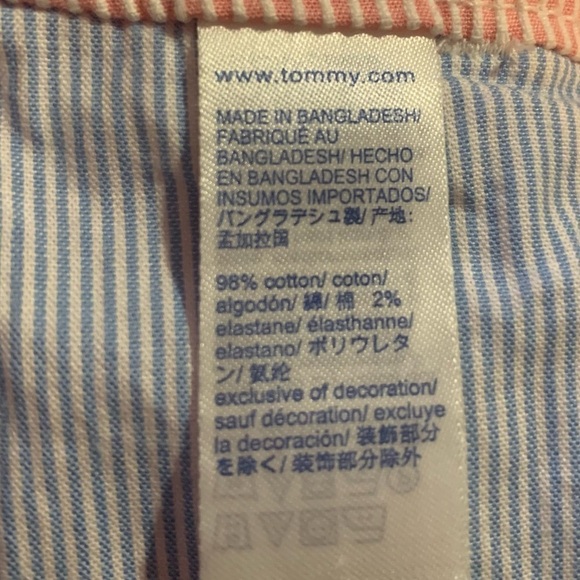 www.tommy.com
MADE IN BANGLADESH/
FABRIQUÉ AU
BANGLADESH/ HECHO
EN BANGLADESH CON
INSUMOS IMPORTADOS/
/バングラデシュ製/ 产地:
孟加拉国
98% cotton/ coton/
algodón/ 綿/ 棉 2%
elastane/ élasthanne/
elastano/ ポリウレタ
ン/ 氨纶
exclusive of decoration/
sauf décoration/ excluye
la decoración/ 装飾部分
を除く/ 装饰部分除外